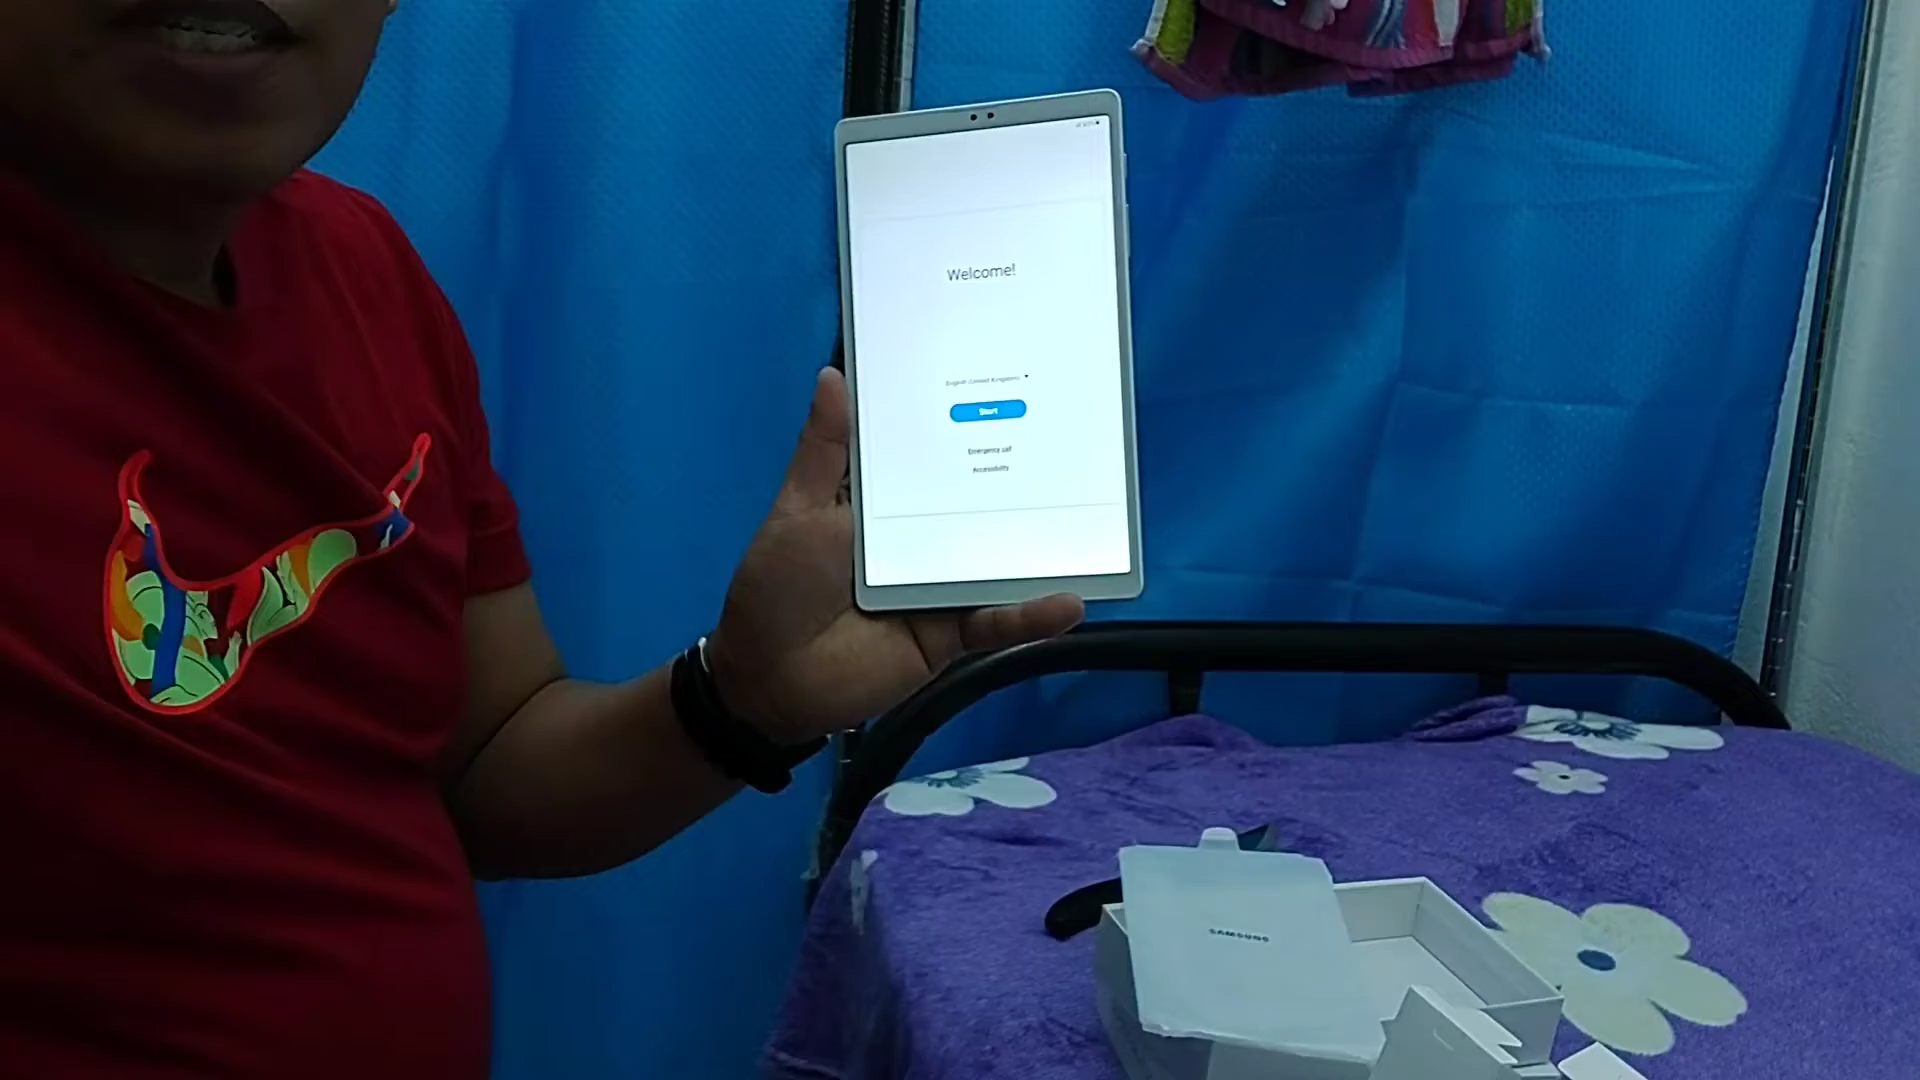 Welcome!
English (United Kingdom)
Start
Emergency call
Accessibility
SAMSUNG